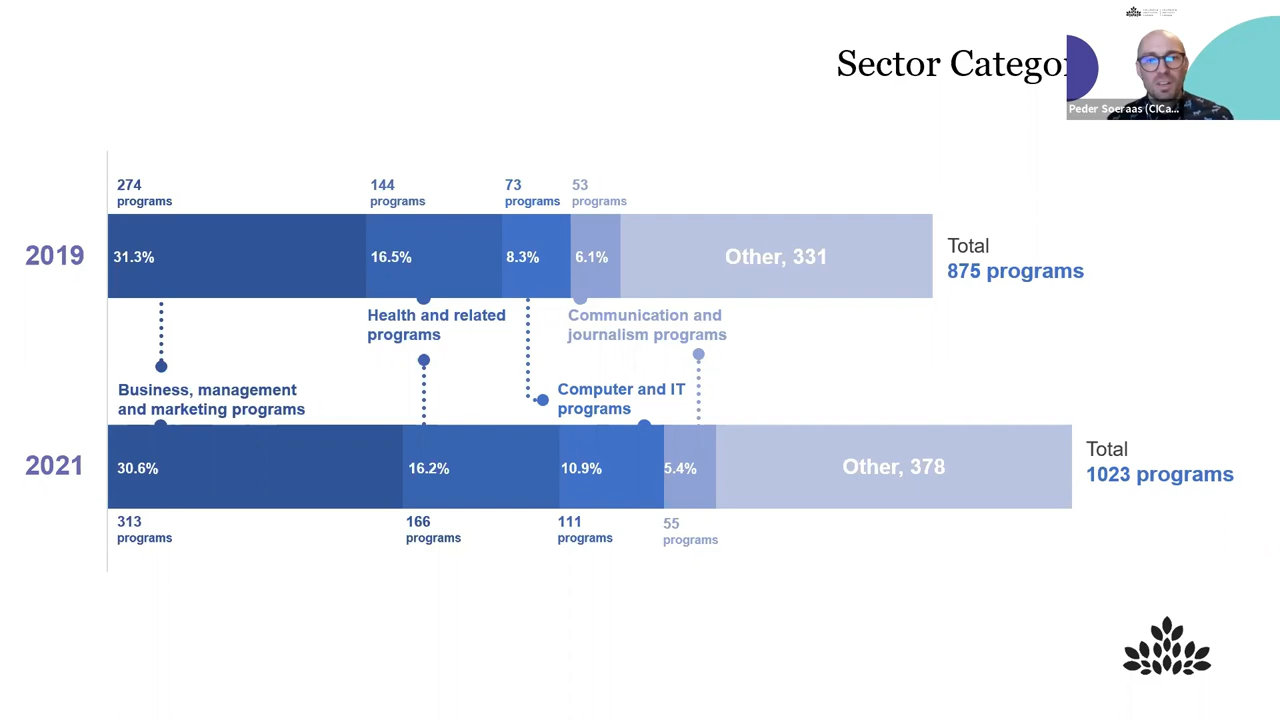 Sector Categor
Peder Soeraas (CICa...
274
programs
144
programs
73
programs
53
programs
2019
31.3%
16.5%
8.3%
6.1%
Other, 331
Total
875 programs
Health and related
programs
Communication and
journalism programs
Business, management
and marketing programs
Computer and IT
programs
2021
30.6%
16.2%
10.9%
5.4%
Other, 378
Total
1023 programs
313
programs
166
programs
111
programs
55
programs